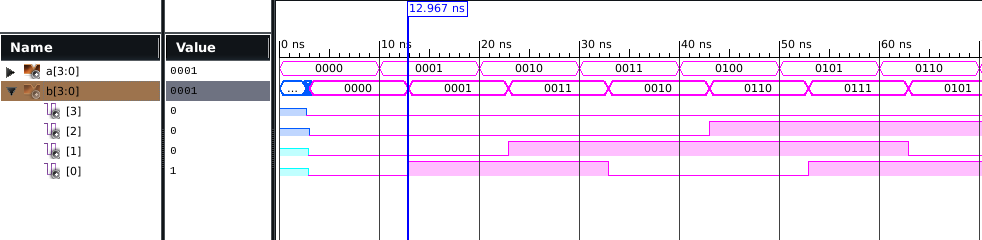 12.967 ns
Name Value 0 ns 10 ns 20 ns 30 ns 40 ns 50 ns 60 ns
a[3:0] 0001 0000 0001 0010 0011 0100 0101 0110
b[3:0] 0001 ... 0000 0001 0011 0010 0110 0111 0101
[3] 0
[2] 0
[1] 0
[0] 1